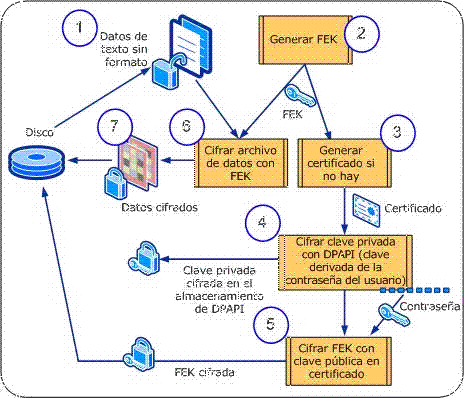 1
Datos de
texto sin
formato
Generar FEK
2
FEK
Disco
7
6
Cifrar archivo
de datos con
FEK
3
Generar
certificado si
no hay
Datos cifrados
Certificado
4
Cifrar clave privada
con DPAPI (clave
derivada de la
contraseña del usuario)
Clave privada
cifrada en el
almacenamiento
de DPAPI
Contraseña
5
Cifrar FEK con
clave pública en
certificado
FEK cifrada